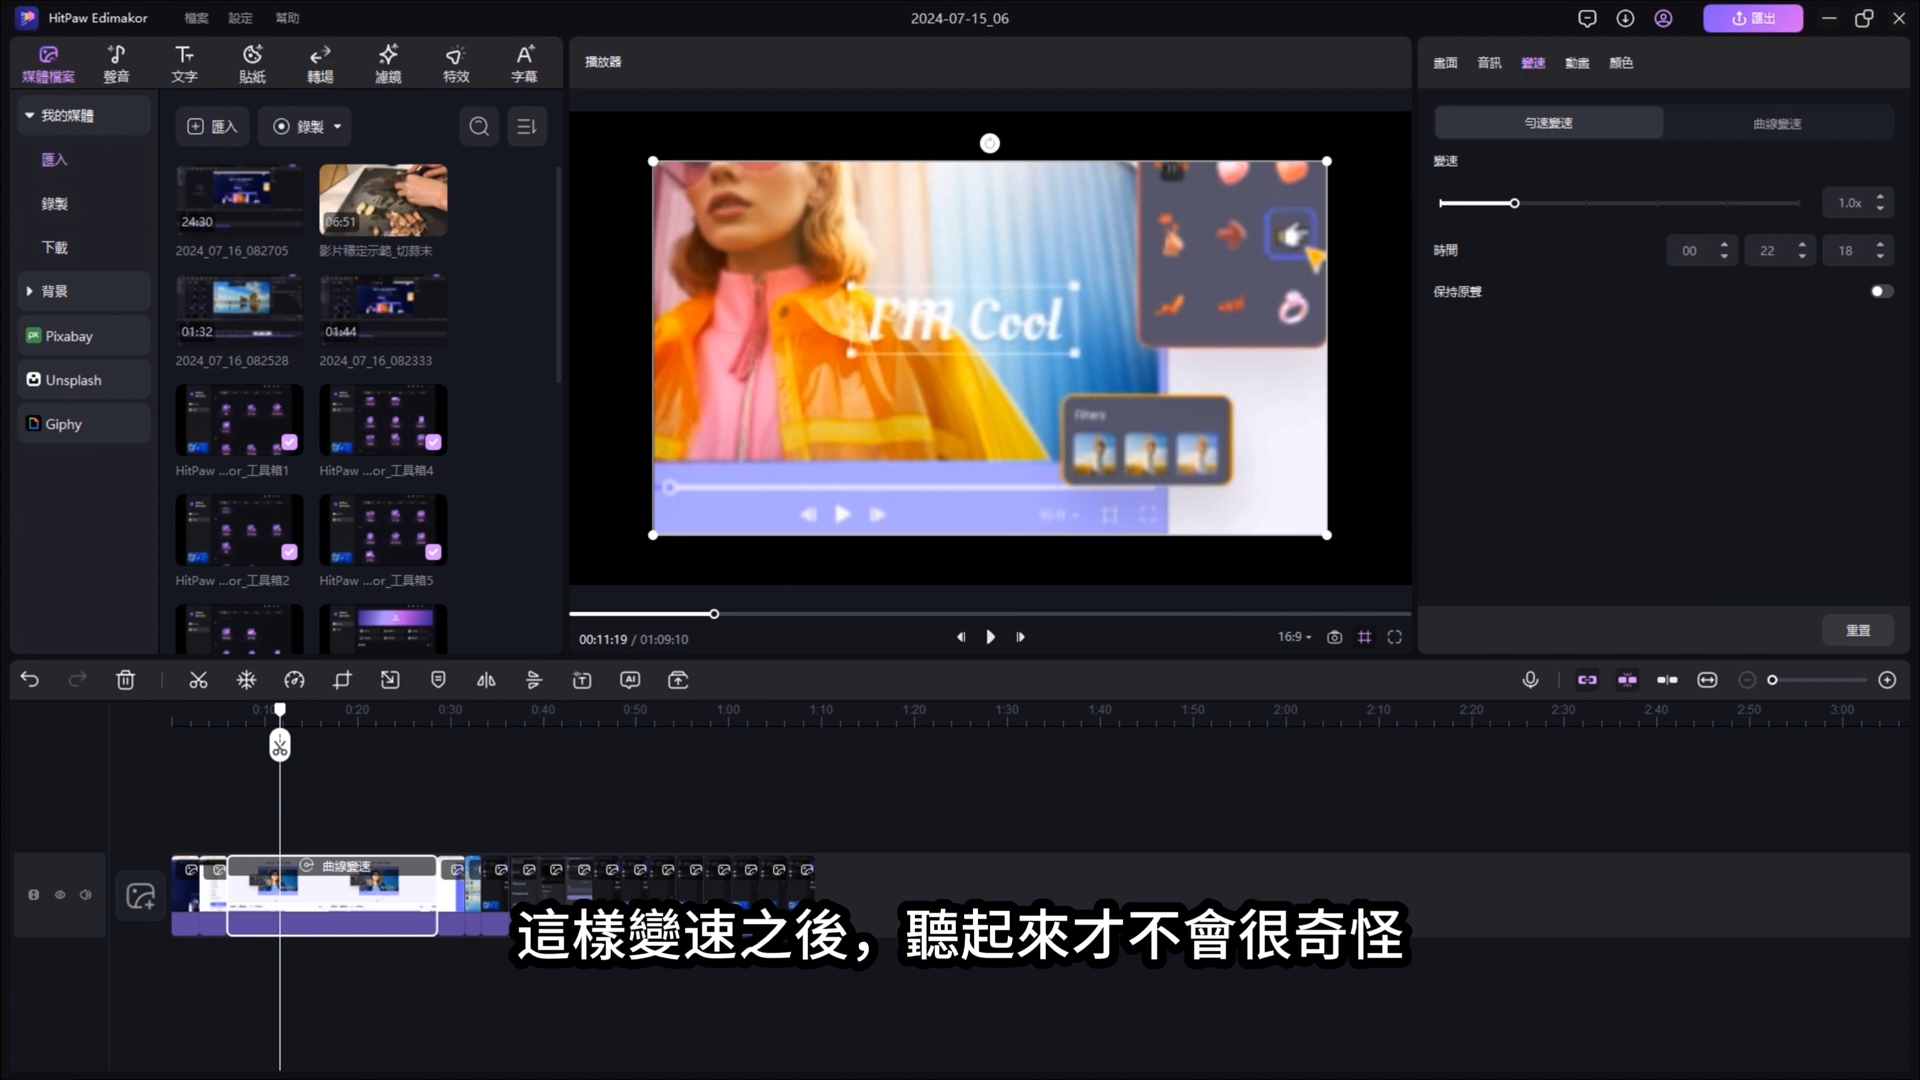 HitPaw Edimakor
檔案
設定
幫助
2024-07-15_06
匯出
媒體檔案
聲音
文字
貼紙
轉場
濾鏡
特效
字幕
播放器
畫面
音訊
變速
動畫
顏色
我的媒體
匯入
錄製
下載
背景
Pixabay
Unsplash
Giphy
匯入
錄製
24:30
06:51
2024_07_16_082705
影片穩定示範_切蒜末
01:32
01:44
2024_07_16_082528
2024_07_16_082333
HitPaw ...or_工具箱1
HitPaw ...or_工具箱4
HitPaw ...or_工具箱2
HitPaw ...or_工具箱5
I'M Cool
Filters
00:11:19 / 01:09:10
16:9
勻速變速
曲線變速
變速
1.0x
時間
00
22
18
保持原聲
重置
0:10
0:20
0:30
0:40
0:50
1:00
1:10
1:20
1:30
1:40
1:50
2:00
2:10
2:20
2:30
2:40
2:50
3:00
曲線變速
這樣變速之後，聽起來才不會很奇怪